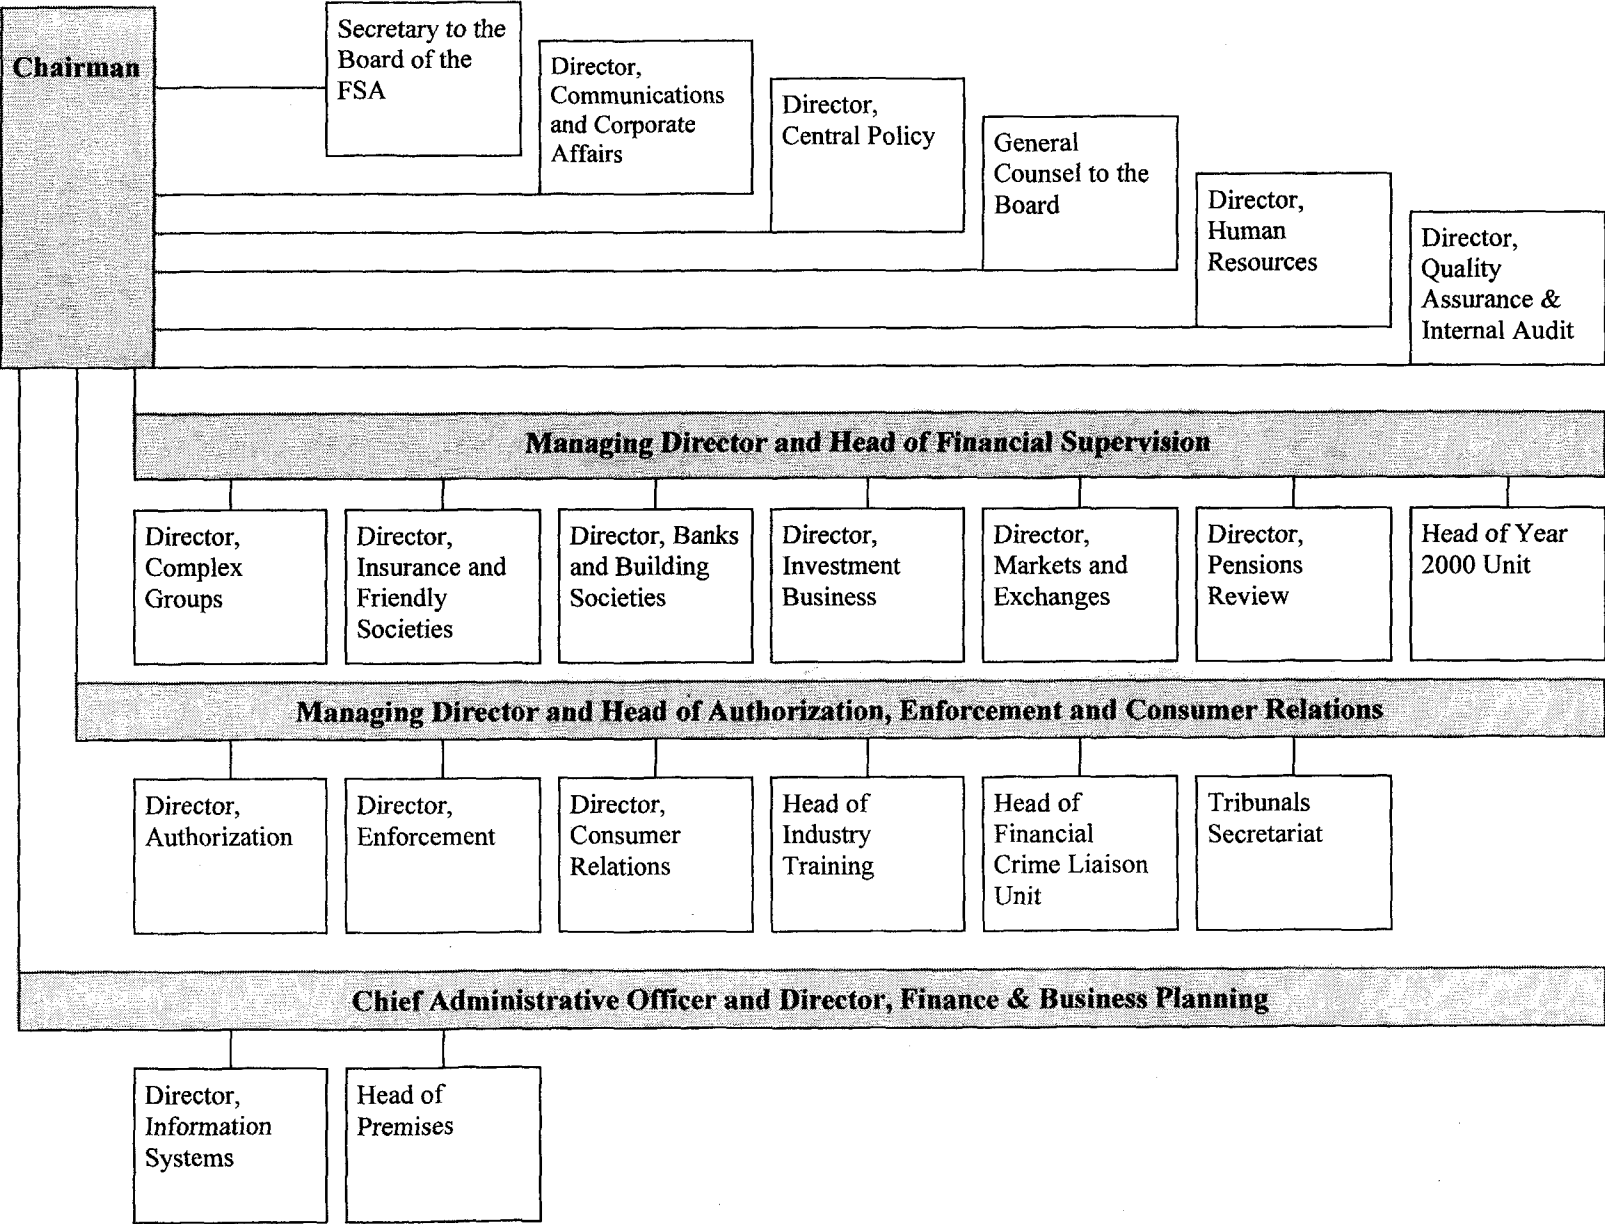 Chairman
Secretary to the
Board of the
FSA
Director,
Communications
and Corporate
Affairs
Director,
Central Policy
General
Counsel to the
Board
Director,
Human
Resources
Director,
Quality
Assurance &
Internal Audit
Managing Director and Head of Financial Supervision
Director,
Complex
Groups
Director,
Insurance and
Friendly
Societies
Director, Banks
and Building
Societies
Director,
Investment
Business
Director,
Markets and
Exchanges
Director,
Pensions
Review
Head of Year
2000 Unit
Managing Director and Head of Authorization, Enforcement and Consumer Relations
Director,
Authorization
Director,
Enforcement
Director,
Consumer
Relations
Head of
Industry
Training
Head of
Financial
Crime Liaison
Unit
Tribunals
Secretariat
Chief Administrative Officer and Director, Finance & Business Planning
Director,
Information
Systems
Head of
Premises